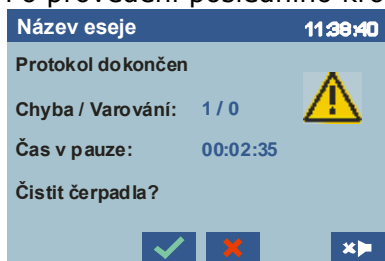 Název eseje 11:38:40
Protokol dokončen
Chyba / Varování: 1 / 0
Čas v pauze: 00:02:35
Čistit čerpadla?